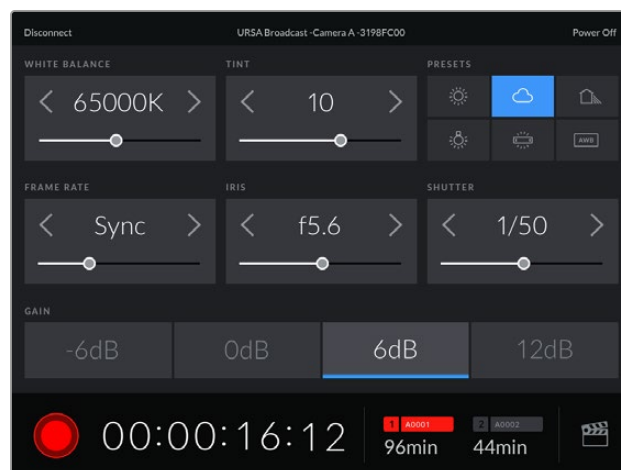 Disconnect URSA Broadcast -Camera A -3198FC00 Power Off
WHITE BALANCE TINT PRESETS
65000K 10
AWB
FRAME RATE IRIS SHUTTER
Sync f5.6 1/50
GAIN
-6dB 0dB 6dB 12dB
00:00:16:12 1 A0001 2 A0002
96min 44min